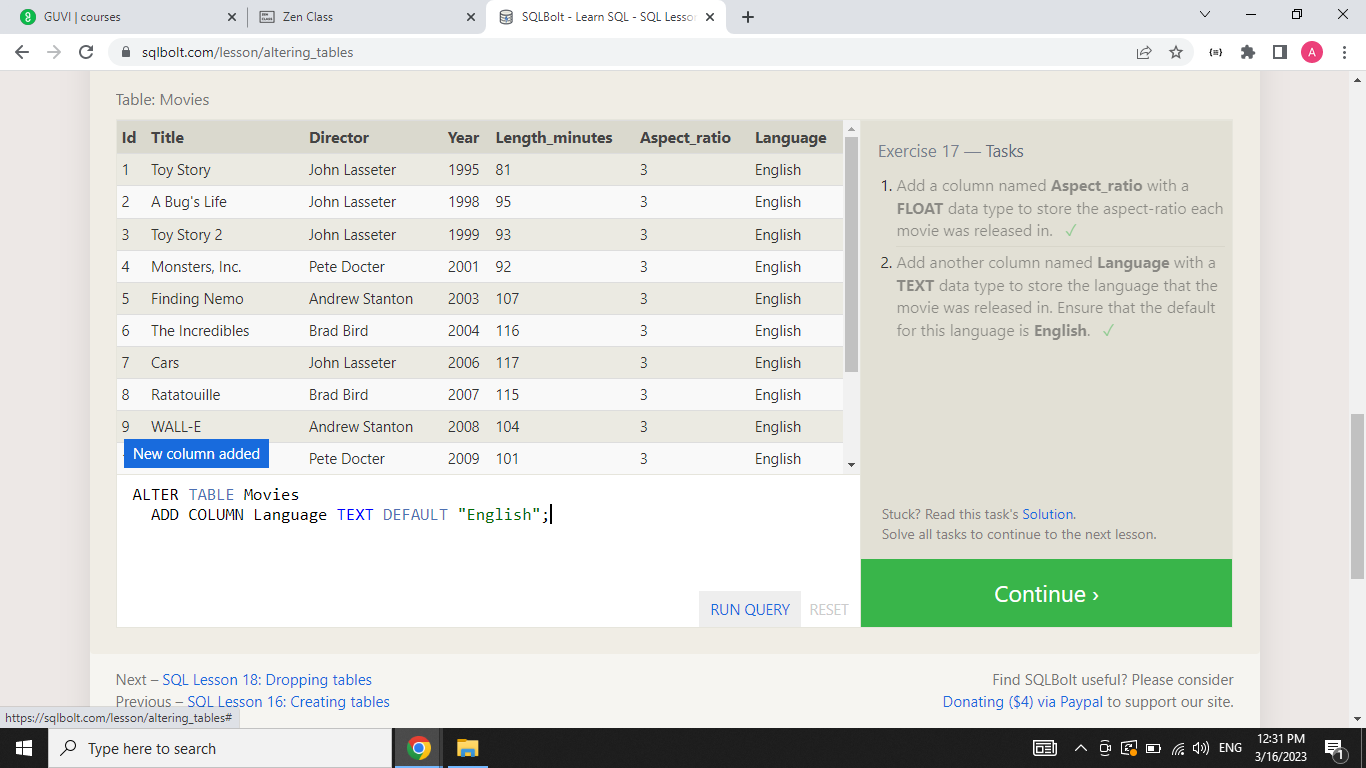 GUVI | courses
Zen Class
SQLBolt - Learn SQL - SQL Lesso
sqlbolt.com/lesson/altering_tables
A
Table: Movies
Id Title Director Year Length_minutes Aspect_ratio Language
1 Toy Story John Lasseter 1995 81 3 English
2 A Bug's Life John Lasseter 1998 95 3 English
3 Toy Story 2 John Lasseter 1999 93 3 English
4 Monsters, Inc. Pete Docter 2001 92 3 English
5 Finding Nemo Andrew Stanton 2003 107 3 English
6 The Incredibles Brad Bird 2004 116 3 English
7 Cars John Lasseter 2006 117 3 English
8 Ratatouille Brad Bird 2007 115 3 English
9 WALL-E Andrew Stanton 2008 104 3 English
New column added Pete Docter 2009 101 3 English
ALTER TABLE Movies
ADD COLUMN Language TEXT DEFAULT "English";
RUN QUERY RESET
Exercise 17 — Tasks
1. Add a column named Aspect_ratio with a
FLOAT data type to store the aspect-ratio each
movie was released in. ✓
2. Add another column named Language with a
TEXT data type to store the language that the
movie was released in. Ensure that the default
for this language is English. ✓
Stuck? Read this task's Solution.
Solve all tasks to continue to the next lesson.
Continue ›
Next – SQL Lesson 18: Dropping tables
Previous – SQL Lesson 16: Creating tables
Find SQLBolt useful? Please consider
Donating ($4) via Paypal to support our site.
https://sqlbolt.com/lesson/altering_tables#
Type here to search
ENG
12:31 PM
3/16/2023
1